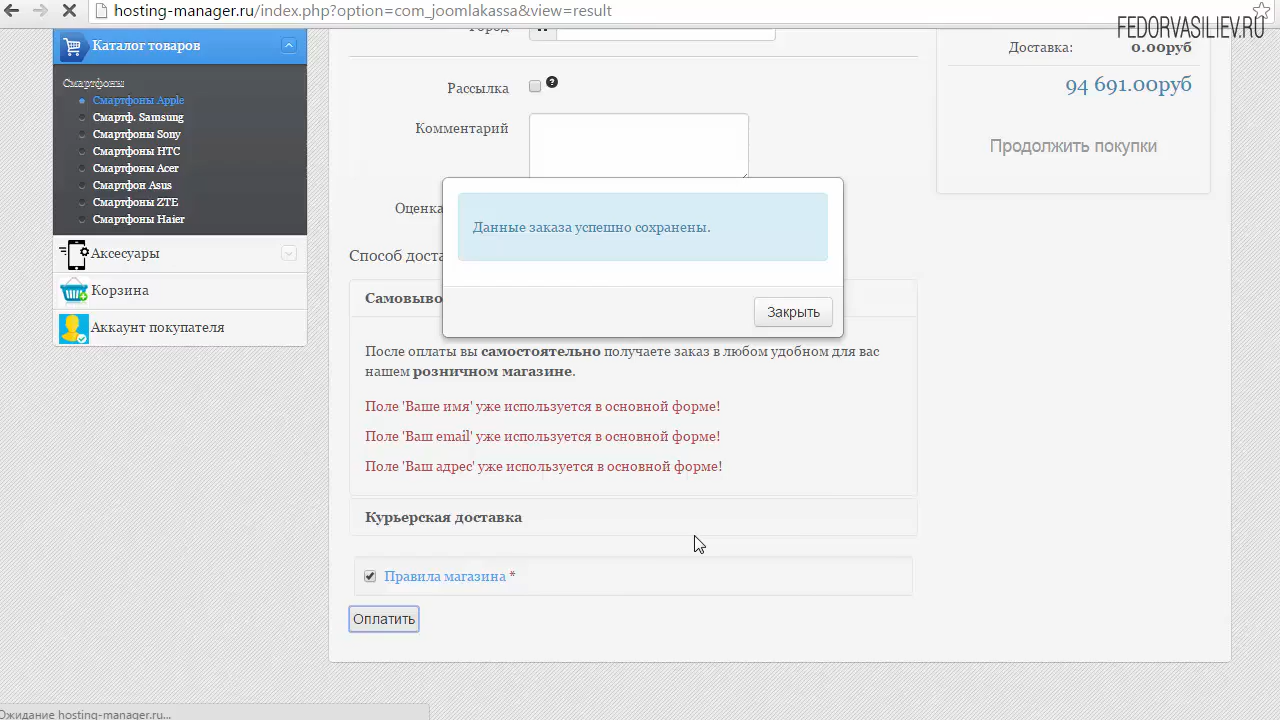 hosting-manager.ru/index.php?option=com_joomlakassa&view=result
FEDORVASILIEV.RU
Каталог товаров
Смартфоны
Смартфоны Apple
Смартф. Samsung
Смартфоны Sony
Смартфоны HTC
Смартфоны Acer
Смартфон Asus
Смартфоны ZTE
Смартфоны Haier
Аксесуары
Корзина
Аккаунт покупателя
Город
Рассылка
Комментарий
Оценка
Способ доста
Самовыво
Данные заказа успешно сохранены.
Закрыть
После оплаты вы самостоятельно получаете заказ в любом удобном для вас
нашем розничном магазине.
Поле 'Ваше имя' уже используется в основной форме!
Поле 'Ваш email' уже используется в основной форме!
Поле 'Ваш адрес' уже используется в основной форме!
Курьерская доставка
Правила магазина *
Оплатить
Доставка: 0.00руб
94 691.00руб
Продолжить покупки
Ожидание hosting-manager.ru...